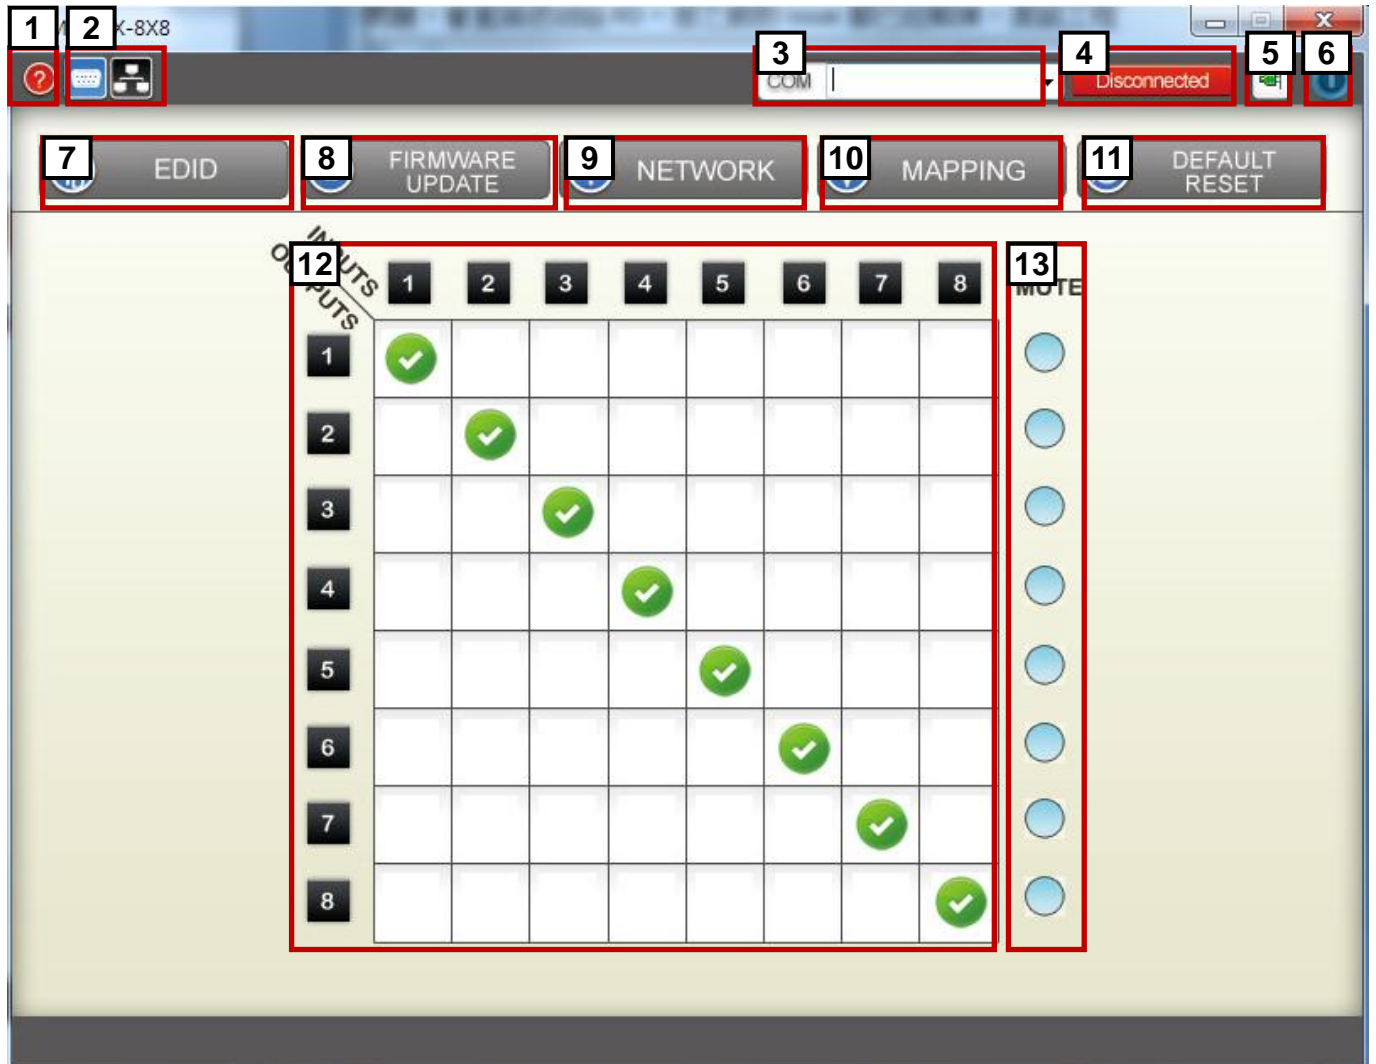 1 2 X-8X8
3 4 5 6
COM Disconnected
7 EDID
8 FIRMWARE
UPDATE
9 NETWORK
10 MAPPING
11 DEFAULT
RESET
12 13
1 2 3 4 5 6 7 8 MUTE
1
2
3
4
5
6
7
8